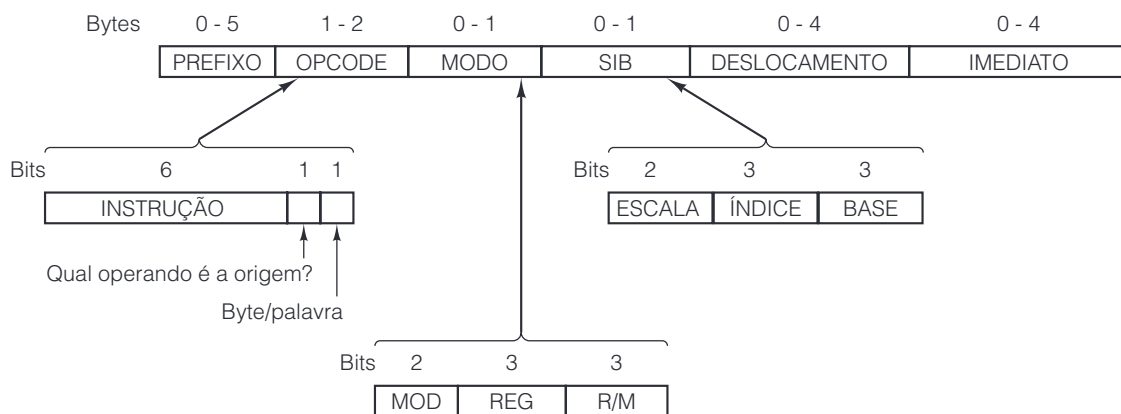 Bytes 0 - 5 1 - 2 0 - 1 0 - 1 0 - 4 0 - 4
PREFIXO OPCODE MODO SIB DESLOCAMENTO IMEDIATO
Bits 6 1 1
INSTRUÇÃO
Qual operando é a origem?
Byte/palavra
Bits 2 3 3
ESCALA ÍNDICE BASE
Bits 2 3 3
MOD REG R/M